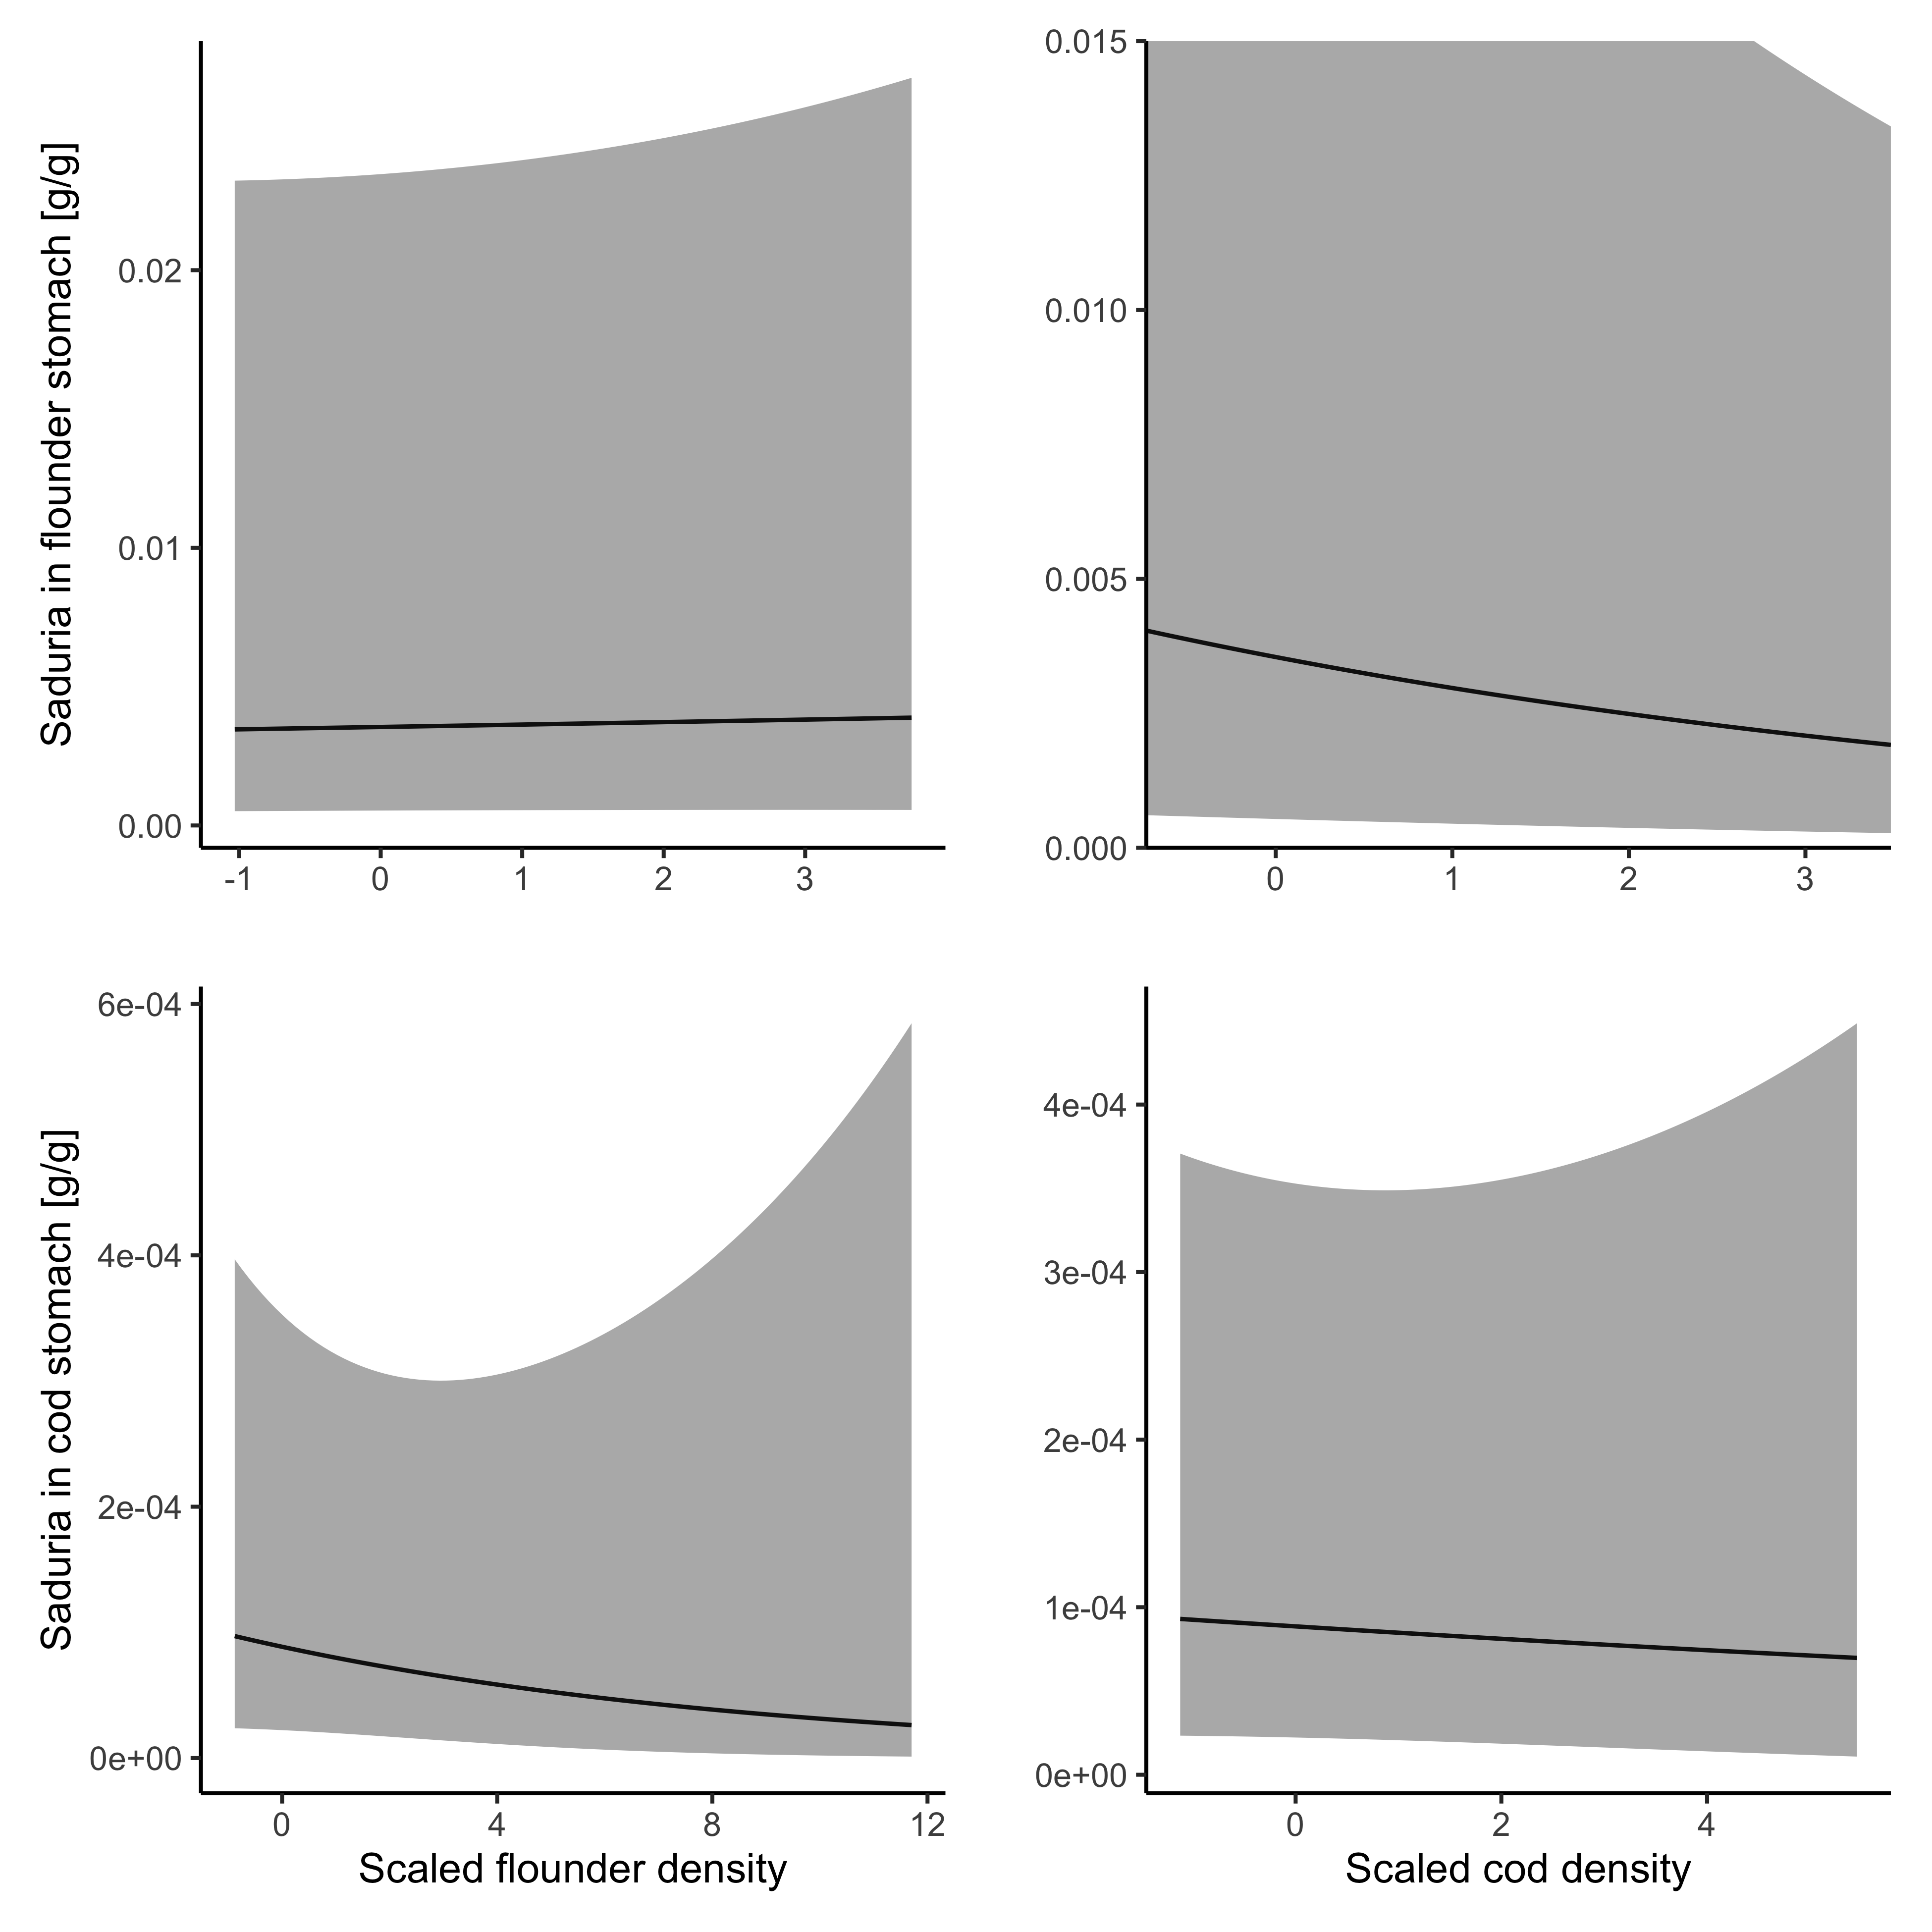 Saduria in flounder stomach [g/g]
0.02
0.01
0.00
-1 0 1 2 3
0.015
0.010
0.005
0.000
0 1 2 3
Saduria in cod stomach [g/g]
6e-04
4e-04
2e-04
0e+00
0 4 8 12
Scaled flounder density
4e-04
3e-04
2e-04
1e-04
0e+00
0 2 4
Scaled cod density